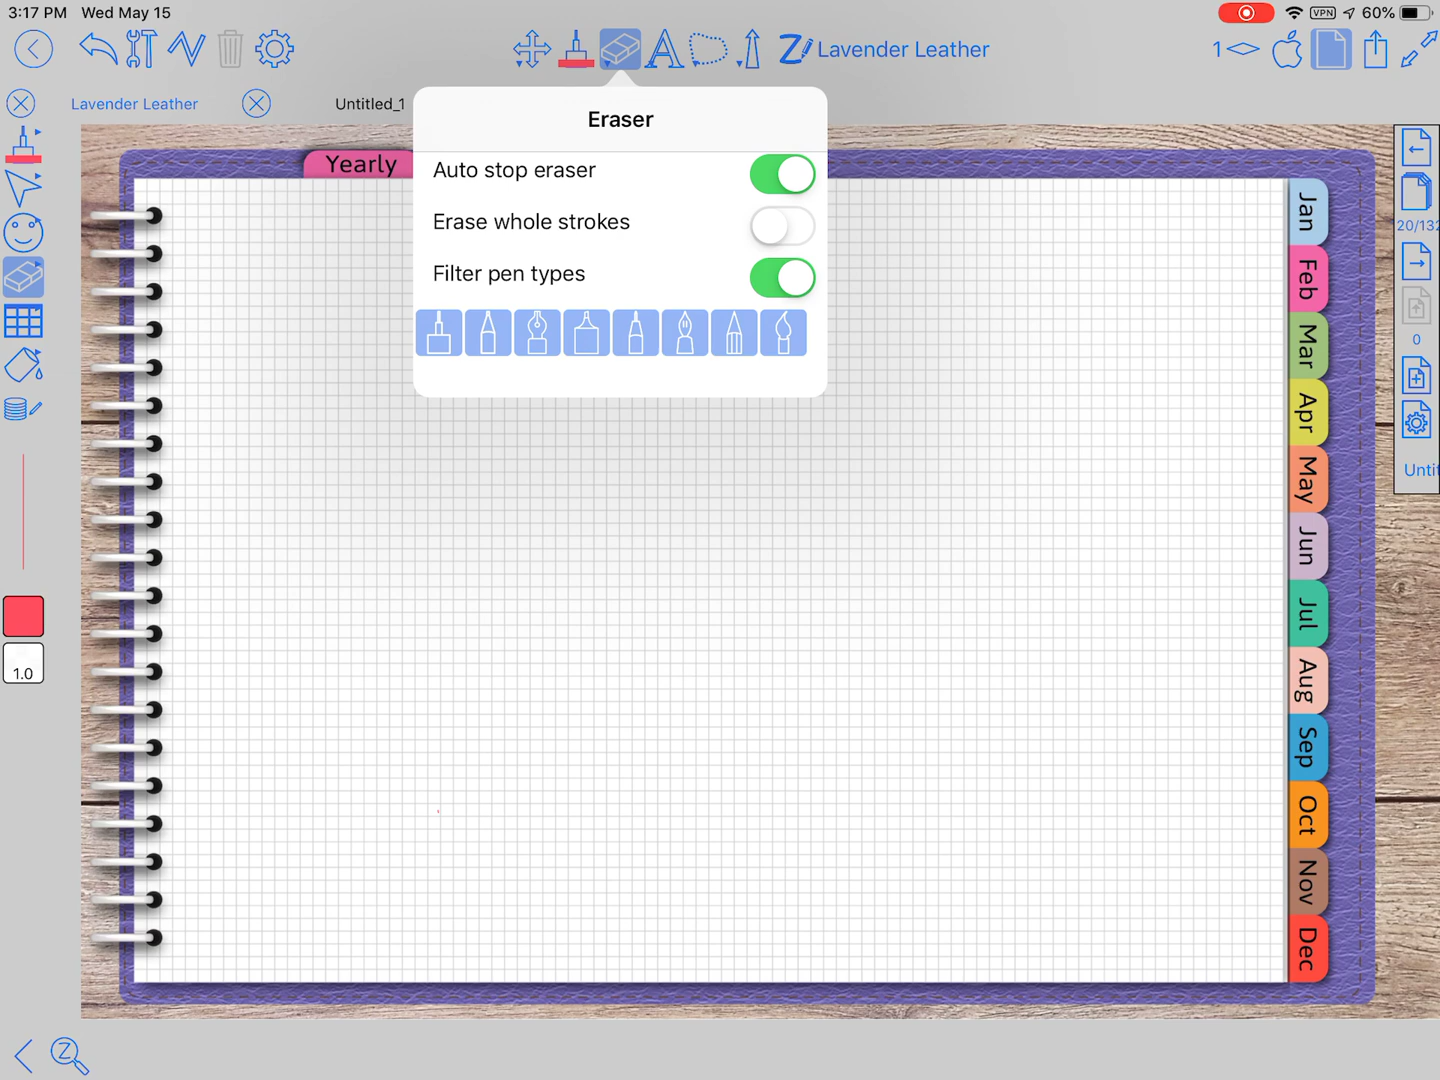 3:17 PM Wed May 15
VPN 60%
Lavender Leather
1
Lavender Leather
Untitled_1
Eraser
Auto stop eraser
Erase whole strokes
Filter pen types
Yearly
Jan
Feb
Mar
Apr
May
Jun
Jul
Aug
Sep
Oct
Nov
Dec
20/132
0
Unti
1.0